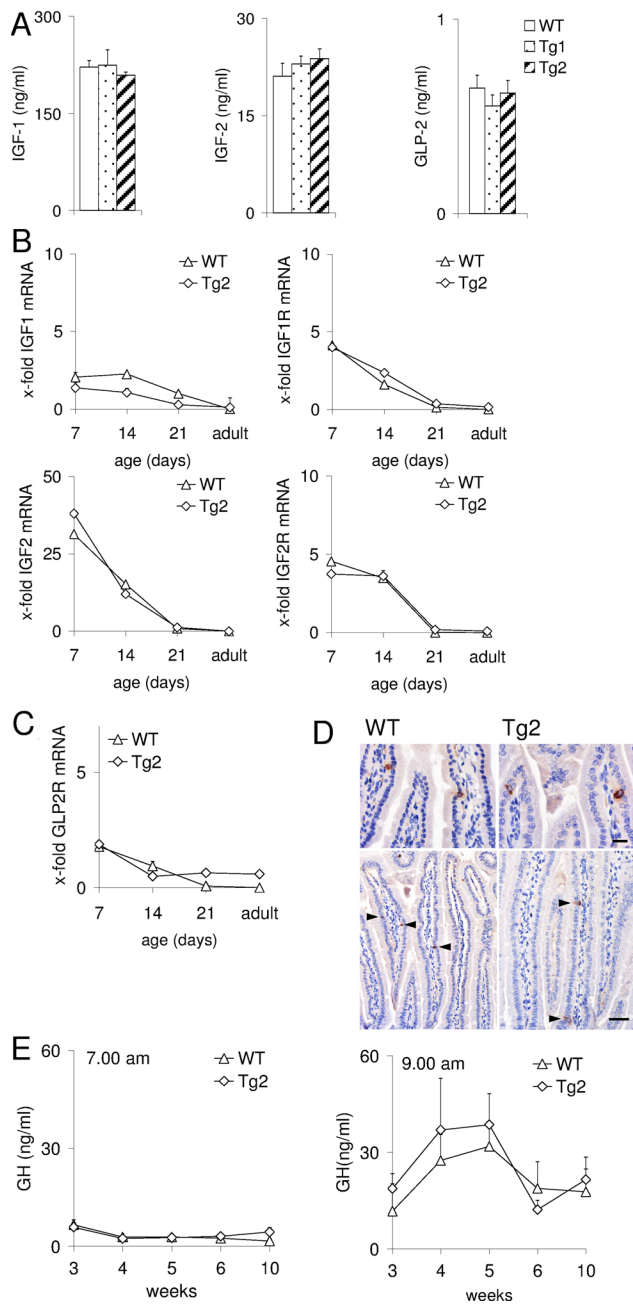 A
IGF-1 (ng/ml)
300
150
0
IGF-2 (ng/ml)
30
15
0
GLP-2 (ng/ml)
1
0
WT
Tg1
Tg2
B
x-fold IGF1 mRNA
10
5
0
WT
Tg2
7 14 21 adult
age (days)
x-fold IGF1R mRNA
10
5
0
WT
Tg2
7 14 21 adult
age (days)
x-fold IGF2 mRNA
50
25
0
WT
Tg2
7 14 21 adult
age (days)
x-fold IGF2R mRNA
10
5
0
WT
Tg2
7 14 21 adult
age (days)
C
x-fold GLP2R mRNA
5
0
WT
Tg2
7 14 21 adult
age (days)
D
WT Tg2
E
GH (ng/ml)
60
30
0
7.00 am
WT
Tg2
3 4 5 6 10
weeks
GH(ng/ml)
60
30
0
9.00 am
WT
Tg2
3 4 5 6 10
weeks